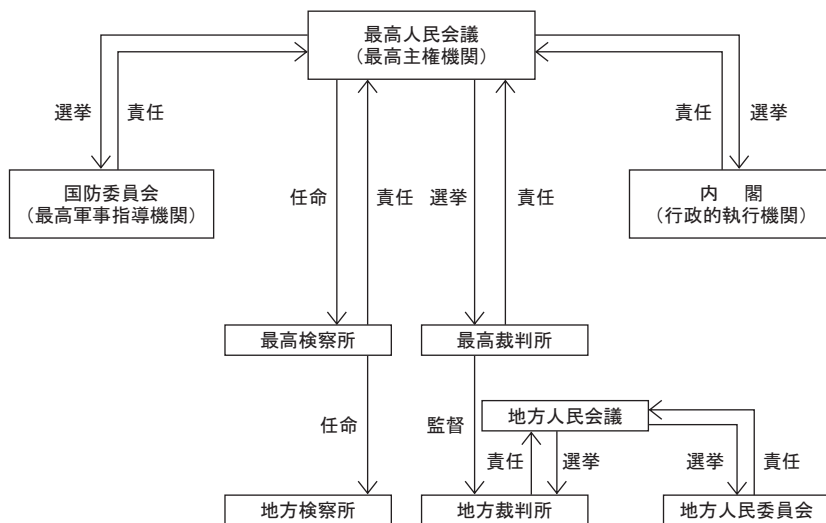 最高人民会議
(最高主権機関)
選挙
責任
責任
選挙
国防委員会
(最高軍事指導機関)
任命
責任
選挙
責任
内 閣
(行政的執行機関)
最高検察所
最高裁判所
任命
監督
地方人民会議
責任
選挙
選挙
責任
地方検察所
地方裁判所
地方人民委員会